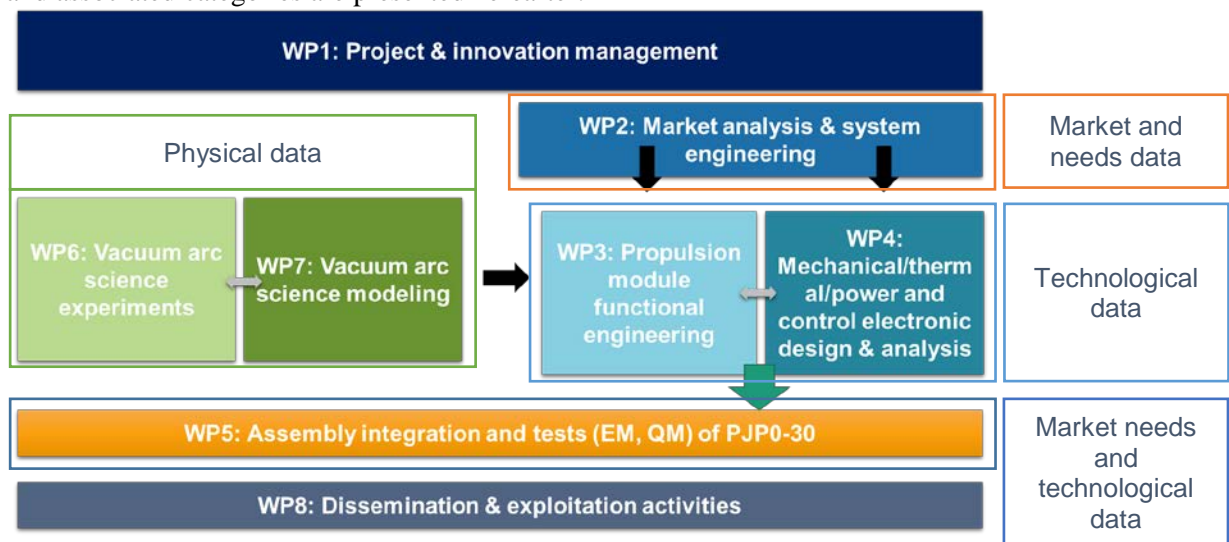 WP1: Project & innovation management
WP2: Market analysis & system
engineering
Market and
needs data
Physical data
WP6: Vacuum arc
science
experiments
WP7: Vacuum arc
science modeling
WP3: Propulsion
module
functional
engineering
WP4:
Mechanical/therm
al/power and
control electronic
design & analysis
Technological
data
WP5: Assembly integration and tests (EM, QM) of PJP0-30
Market needs
and
technological
data
WP8: Dissemination & exploitation activities